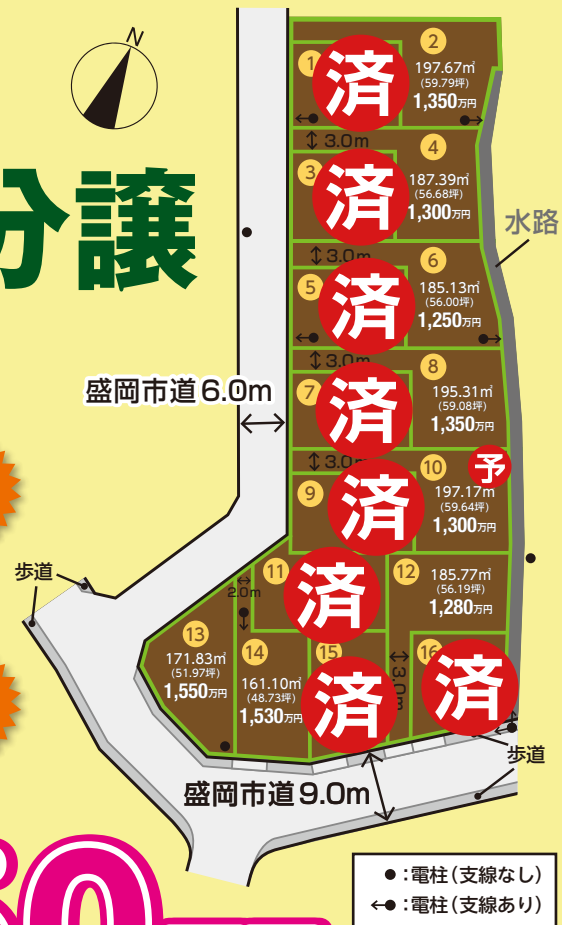 N
分譲
1
済
2
197.67㎡
(59.79坪)
1,350万円
3.0m
3
済
4
187.39㎡
(56.68坪)
1,300万円
水路
3.0m
5
済
6
185.13㎡
(56.00坪)
1,250万円
3.0m
7
済
8
195.31㎡
(59.08坪)
1,350万円
盛岡市道6.0m
3.0
9
済
10
予
197.17㎡
(59.64坪)
1,300万円
歩道
11
済
2.0m
12
185.77㎡
(56.19坪)
1,280万円
13
171.83㎡
(51.97坪)
1,550万円
14
161.10㎡
(48.73坪)
1,530万円
15
済
3.0m
16
済
歩道
盛岡市道9.0m
●:電柱(支線なし)
←●:電柱(支線あり)